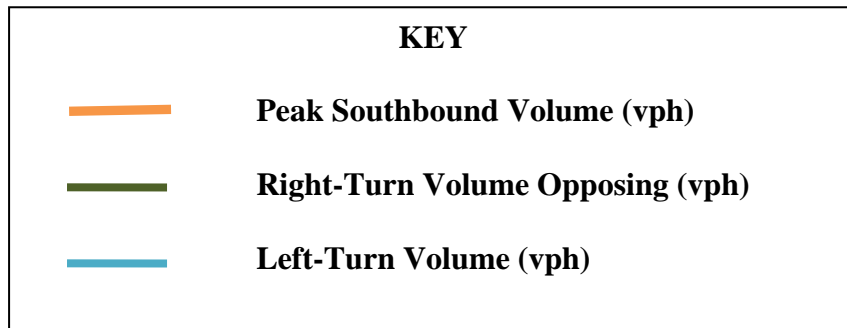 KEY
Peak Southbound Volume (vph)
Right-Turn Volume Opposing (vph)
Left-Turn Volume (vph)